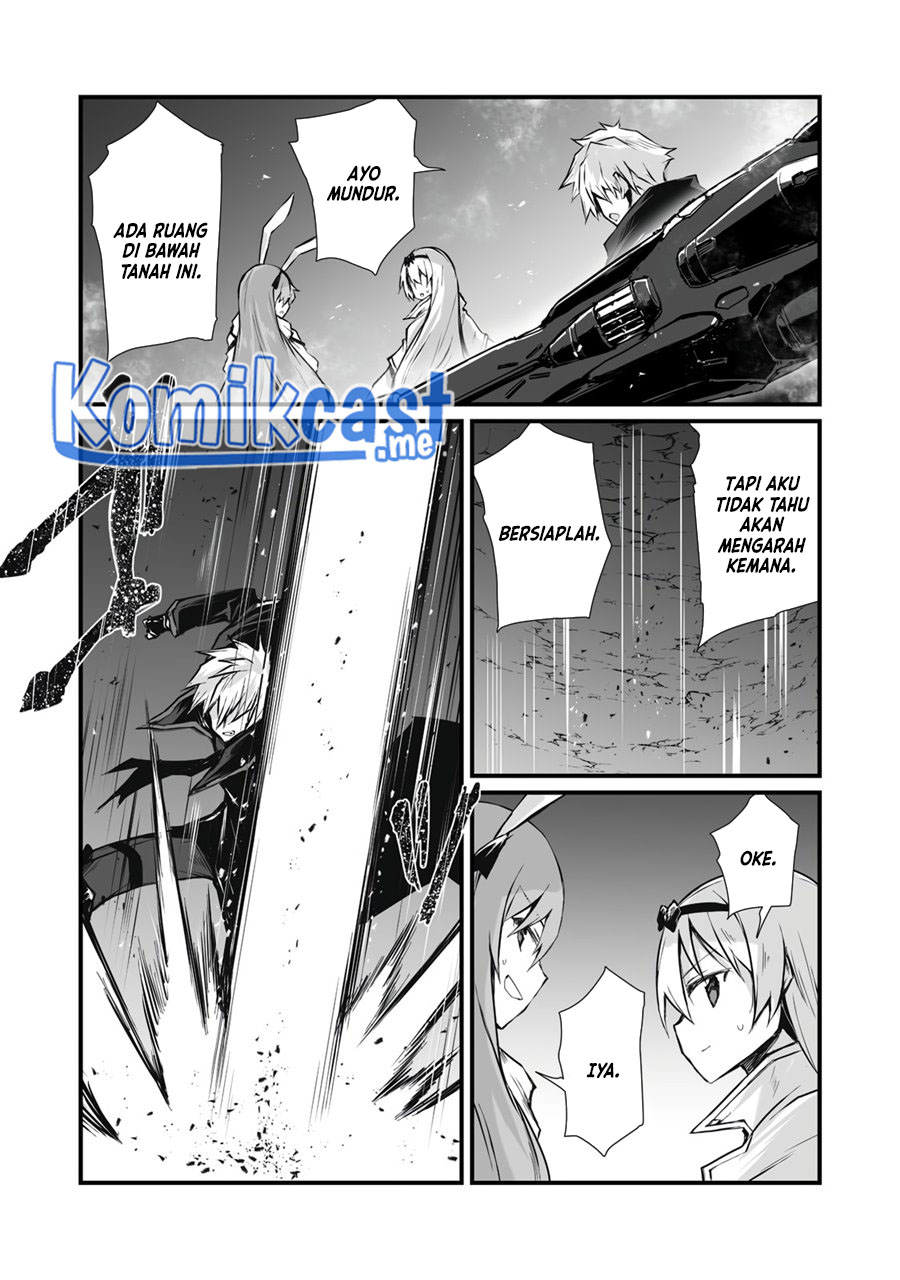 AYO
MUNDUR.
ADA RUANG
DI BAWAH
TANAH INI.
Komikcast
.me
TAPI AKU
TIDAK TAHU
AKAN
MENGARAH
KEMANA.
BERSIAPLAH.
OKE.
IYA.